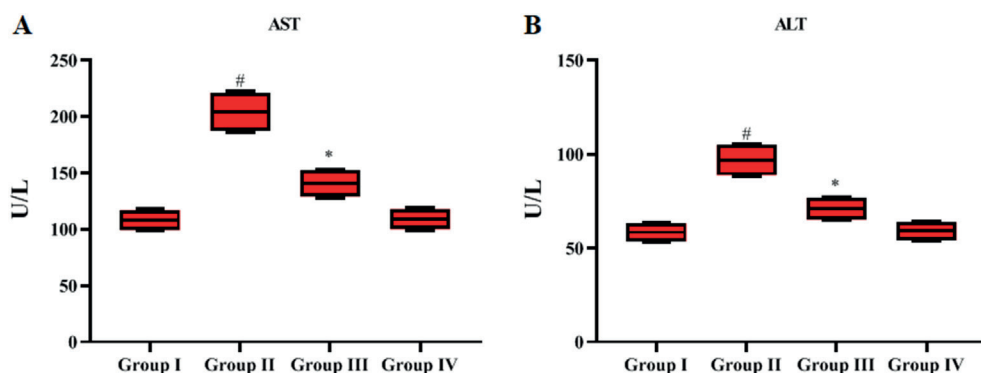 A
AST
U/L
250
200
150
100
50
0
#
*
Group I Group II Group III Group IV
B
ALT
U/L
150
100
50
0
#
*
Group I Group II Group III Group IV